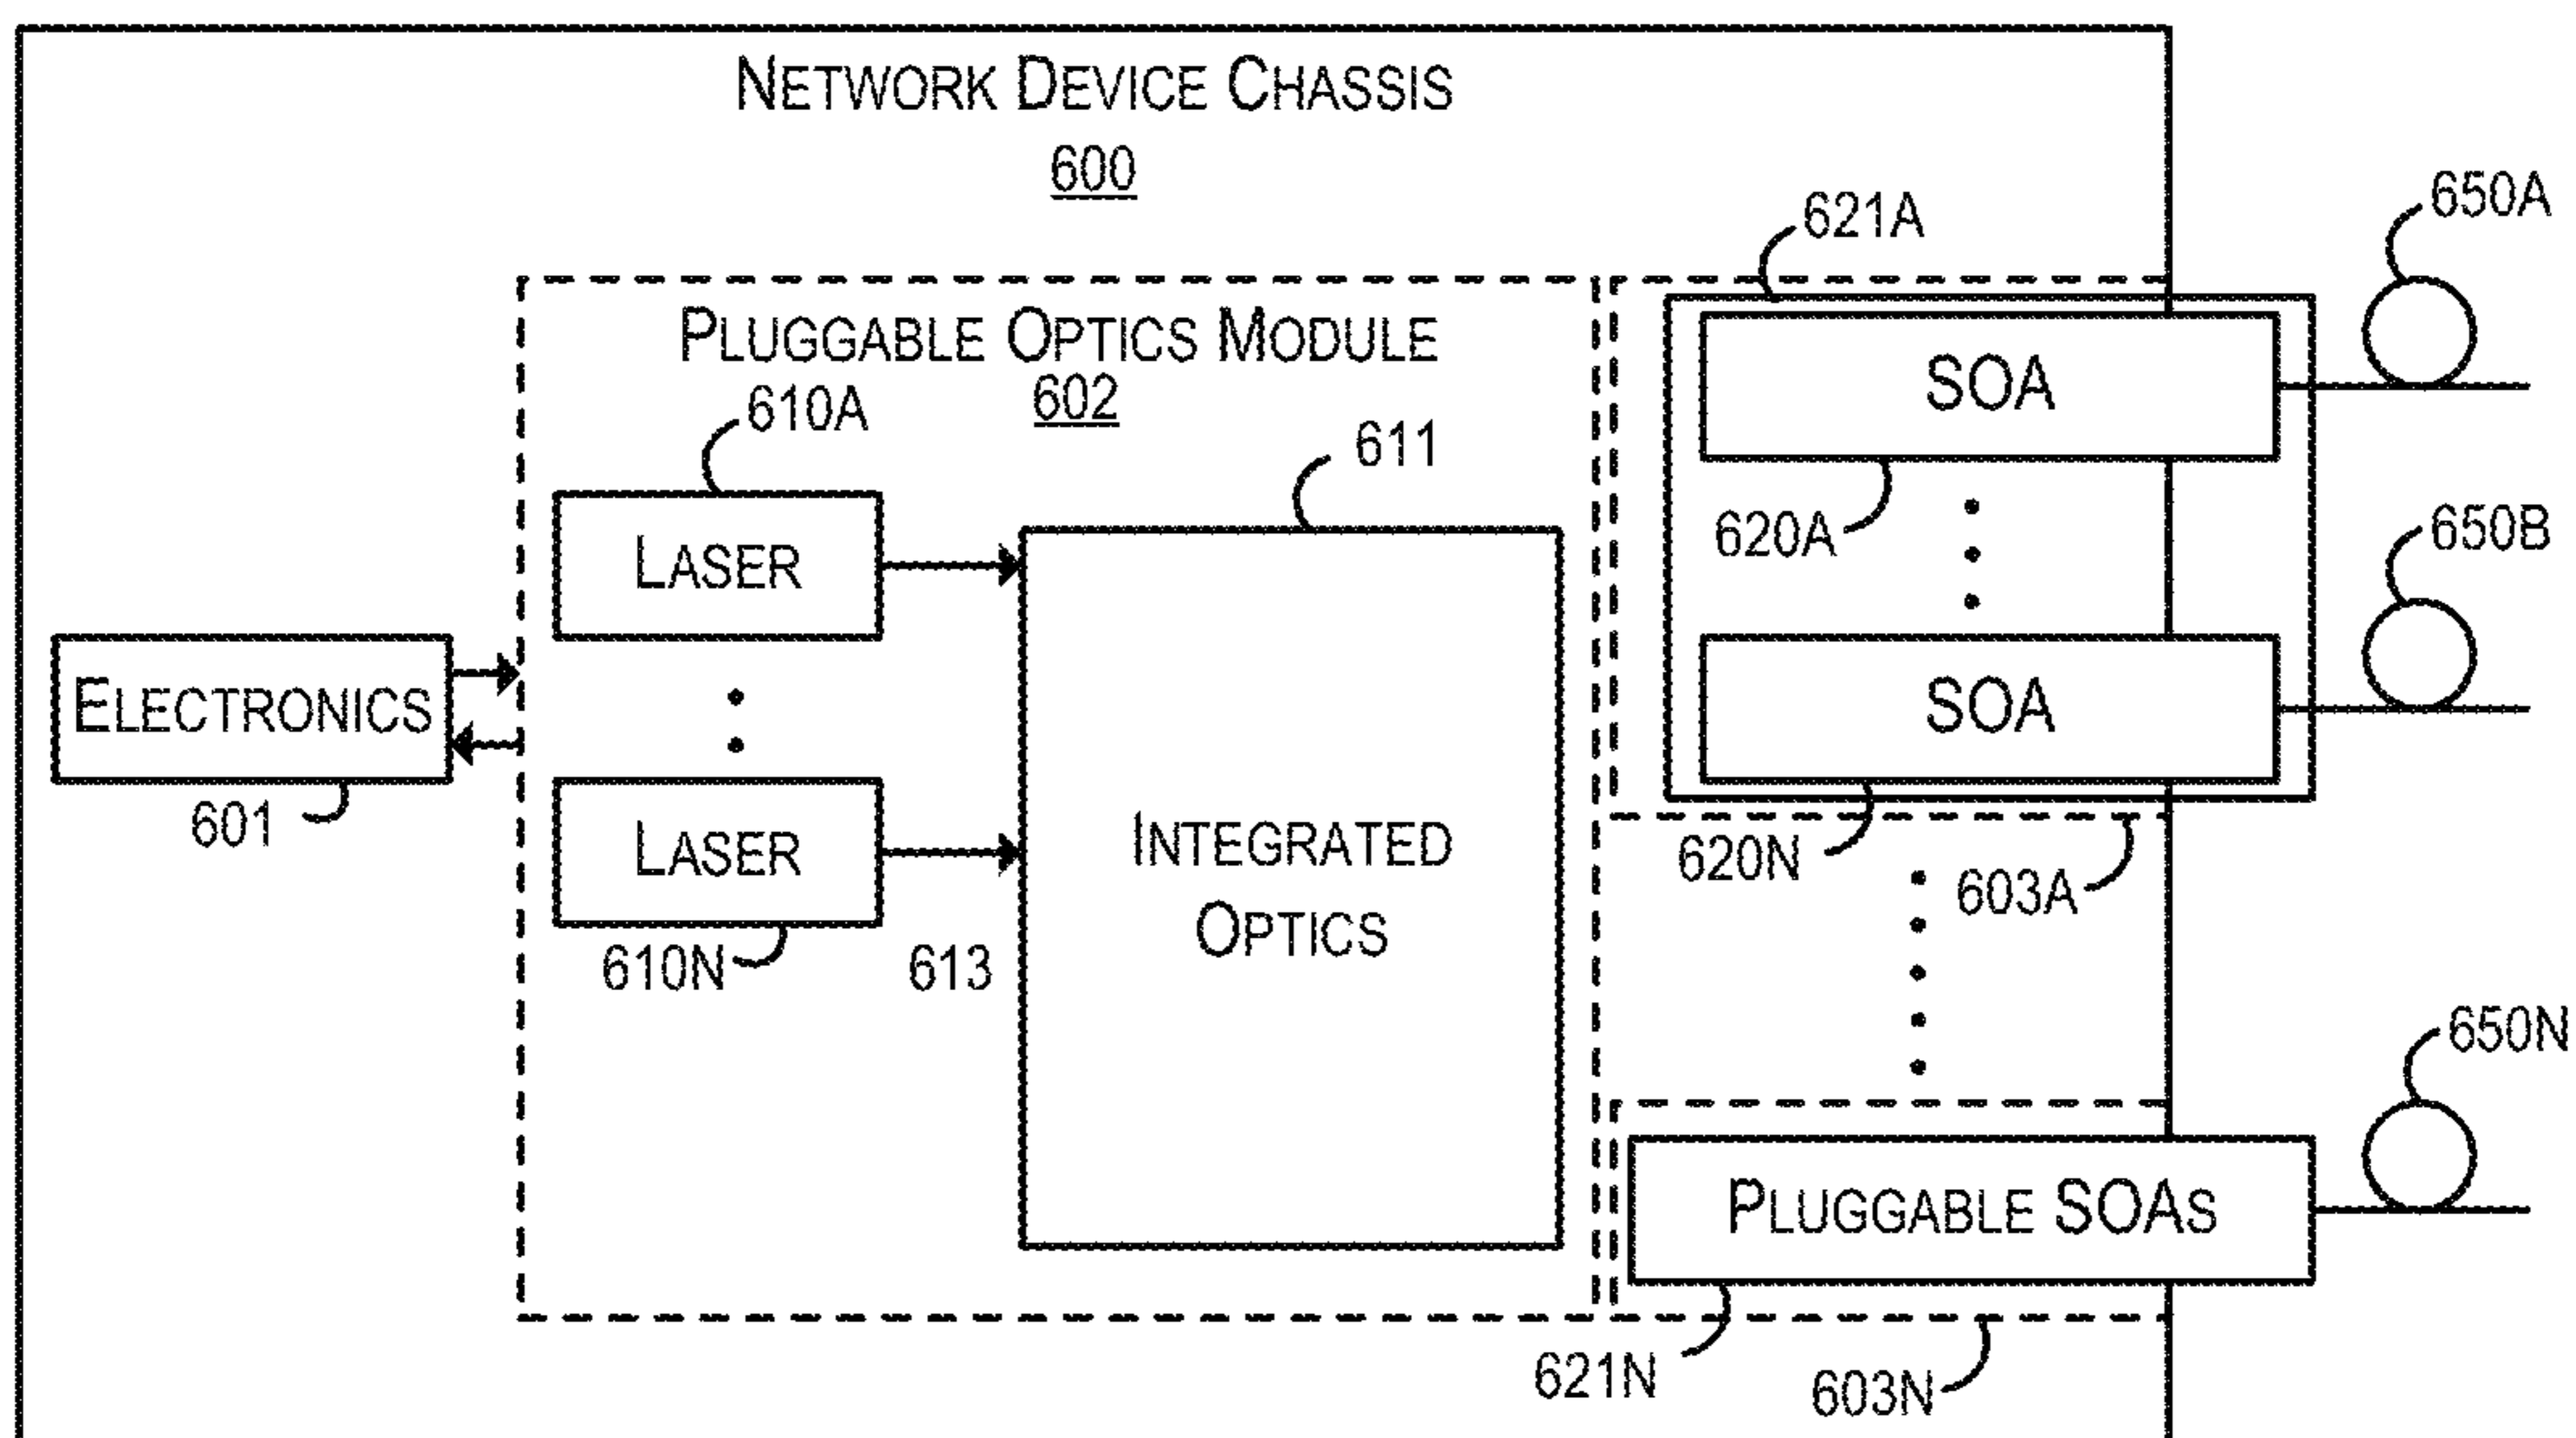 NETWORK DEVICE CHASSIS
600
621A
650A
PLUGGABLE OPTICS MODULE
602
610A
611
SOA
620A
650B
LASER
ELECTRONICS
601
SOA
620N
603A
LASER
610N
613
INTEGRATED
OPTICS
650N
PLUGGABLE SOAS
621N
603N